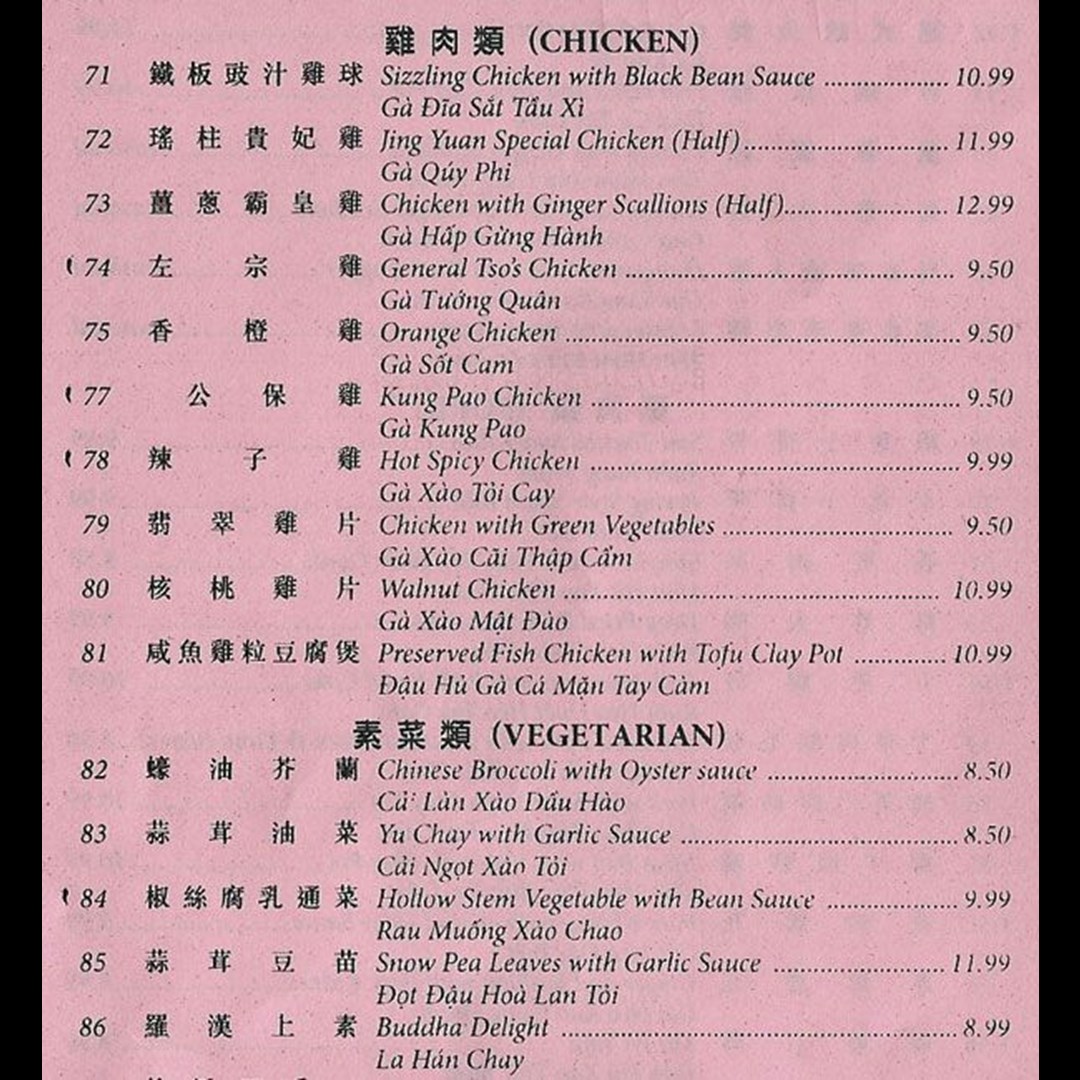 雞肉類 (CHICKEN)
71 鐵板豉汁雞球 Sizzling Chicken with Black Bean Sauce 10.99
Gà Đĩa Sắt Tẩu Xì
72 瑤柱貴妃雞 Jing Yuan Special Chicken (Half) 11.99
Gà Qúy Phi
73 薑蔥霸皇雞 Chicken with Ginger Scallions (Half) 12.99
Gà Hấp Gừng Hành
74 左宗雞 General Tso's Chicken 9.50
Gà Tướng Quân
75 香橙雞 Orange Chicken 9.50
Gà Sốt Cam
77 公保雞 Kung Pao Chicken 9.50
Gà Kung Pao
78 辣子雞 Hot Spicy Chicken 9.99
Gà Xào Tỏi Cay
79 翡翠雞片 Chicken with Green Vegetables 9.50
Gà Xào Cãi Thập Cẩm
80 核桃雞片 Walnut Chicken 10.99
Gà Xào Mật Đào
81 咸魚雞粒豆腐煲 Preserved Fish Chicken with Tofu Clay Pot 10.99
Đậu Hủ Gà Cá Mặn Tay Càm
素菜類 (VEGETARIAN)
82 蠔油芥蘭 Chinese Broccoli with Oyster sauce 8.50
Cải Làn Xào Dầu Hào
83 蒜茸油菜 Yu Chay with Garlic Sauce 8.50
Cải Ngọt Xào Tỏi
84 椒絲腐乳通菜 Hollow Stem Vegetable with Bean Sauce 9.99
Rau Muống Xào Chao
85 蒜茸豆苗 Snow Pea Leaves with Garlic Sauce 11.99
Đọt Đậu Hoà Lan Tỏi
86 羅漢上素 Buddha Delight 8.99
La Hán Chay